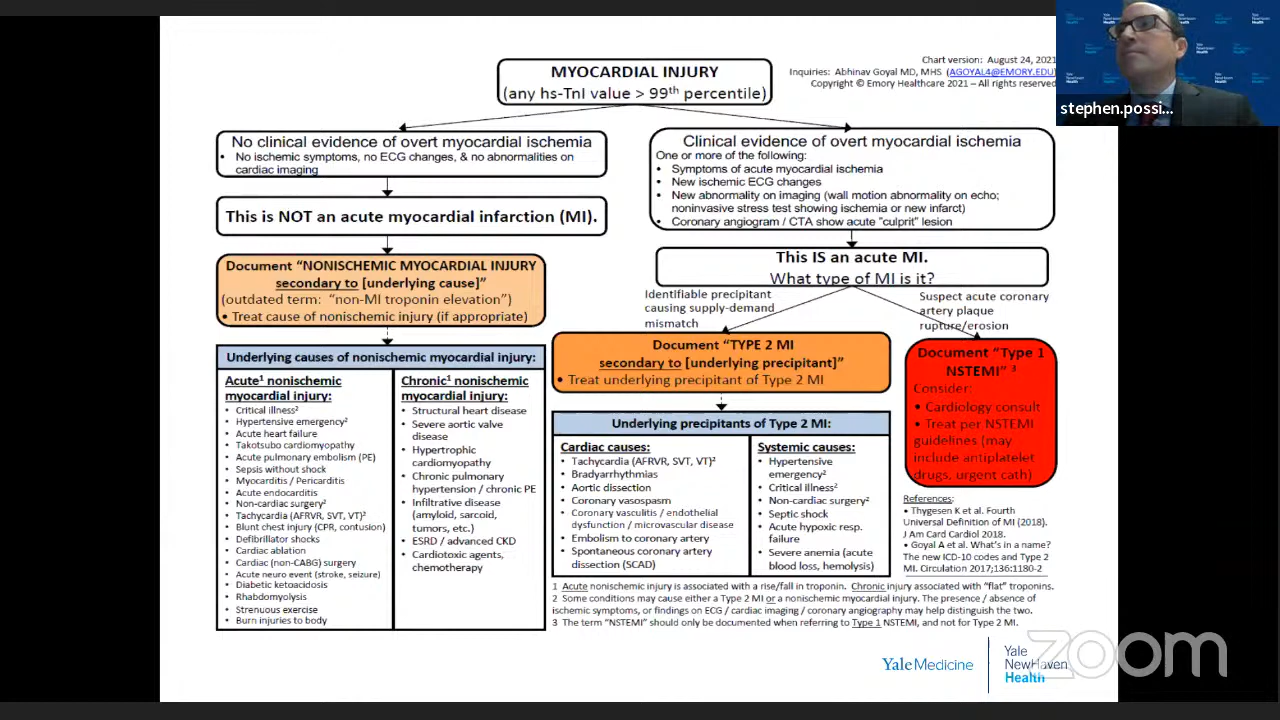 Chart version: August 24, 2021
Inquiries: Abhinav Goyal MD, MHS (AGOYAL4@EMORY.EDU)
Copyright © Emory Healthcare 2021 – All rights reserved
stephen.possi...
MYOCARDIAL INJURY
(any hs-TnI value > 99th percentile)
No clinical evidence of overt myocardial ischemia
• No ischemic symptoms, no ECG changes, & no abnormalities on
cardiac imaging
This is NOT an acute myocardial infarction (MI).
Document “NONISCHEMIC MYOCARDIAL INJURY
secondary to [underlying cause]”
(outdated term: “non-MI troponin elevation”)
• Treat cause of nonischemic injury (if appropriate)
Underlying causes of nonischemic myocardial injury:
Acute¹ nonischemic
myocardial injury:
• Critical illness²
• Hypertensive emergency²
• Acute heart failure
• Takotsubo cardiomyopathy
• Acute pulmonary embolism (PE)
• Sepsis without shock
• Myocarditis / Pericarditis
• Acute endocarditis
• Non-cardiac surgery²
• Tachycardia (AFRVR, SVT, VT)²
• Blunt chest injury (CPR, contusion)
• Defibrillator shocks
• Cardiac ablation
• Cardiac (non-CABG) surgery
• Acute neuro event (stroke, seizure)
• Diabetic ketoacidosis
• Rhabdomyolysis
• Strenuous exercise
• Burn injuries to body
Chronic¹ nonischemic
myocardial injury:
• Structural heart disease
• Severe aortic valve
disease
• Hypertrophic
cardiomyopathy
• Chronic pulmonary
hypertension / chronic PE
• Infiltrative disease
(amyloid, sarcoid,
tumors, etc.)
• ESRD / advanced CKD
• Cardiotoxic agents,
chemotherapy
Clinical evidence of overt myocardial ischemia
One or more of the following:
• Symptoms of acute myocardial ischemia
• New ischemic ECG changes
• New abnormality on imaging (wall motion abnormality on echo;
noninvasive stress test showing ischemia or new infarct)
• Coronary angiogram / CTA show acute “culprit” lesion
This IS an acute MI.
What type of MI is it?
Identifiable precipitant
causing supply-demand
mismatch
Suspect acute coronary
artery plaque
rupture/erosion
Document “TYPE 2 MI
secondary to [underlying precipitant]”
• Treat underlying precipitant of Type 2 MI
Underlying precipitants of Type 2 MI:
Cardiac causes:
• Tachycardia (AFRVR, SVT, VT)²
• Bradyarrhythmias
• Aortic dissection
• Coronary vasospasm
• Coronary vasculitis / endothelial
dysfunction / microvascular disease
• Embolism to coronary artery
• Spontaneous coronary artery
dissection (SCAD)
Systemic causes:
• Hypertensive
emergency²
• Critical illness²
• Non-cardiac surgery²
• Septic shock
• Acute hypoxic resp.
failure
• Severe anemia (acute
blood loss, hemolysis)
Document “Type 1
NSTEMI” ³
Consider:
• Cardiology consult
• Treat per NSTEMI
guidelines (may
include antiplatelet
drugs, urgent cath)
References:
• Thygesen K et al. Fourth
Universal Definition of MI (2018).
J Am Card Cardiol 2018.
• Goyal A et al. What’s in a name?
The new ICD-10 codes and Type 2
MI. Circulation 2017;136:1180-2
1 Acute nonischemic injury is associated with a rise/fall in troponin. Chronic injury associated with “flat” troponins.
2 Some conditions may cause either a Type 2 MI or a nonischemic myocardial injury. The presence / absence of
ischemic symptoms, or findings on ECG / cardiac imaging / coronary angiography may help distinguish the two.
3 The term “NSTEMI” should only be documented when referring to Type 1 NSTEMI, and not for Type 2 MI.
Yale Medicine
Yale
NewHaven
Health
zoom